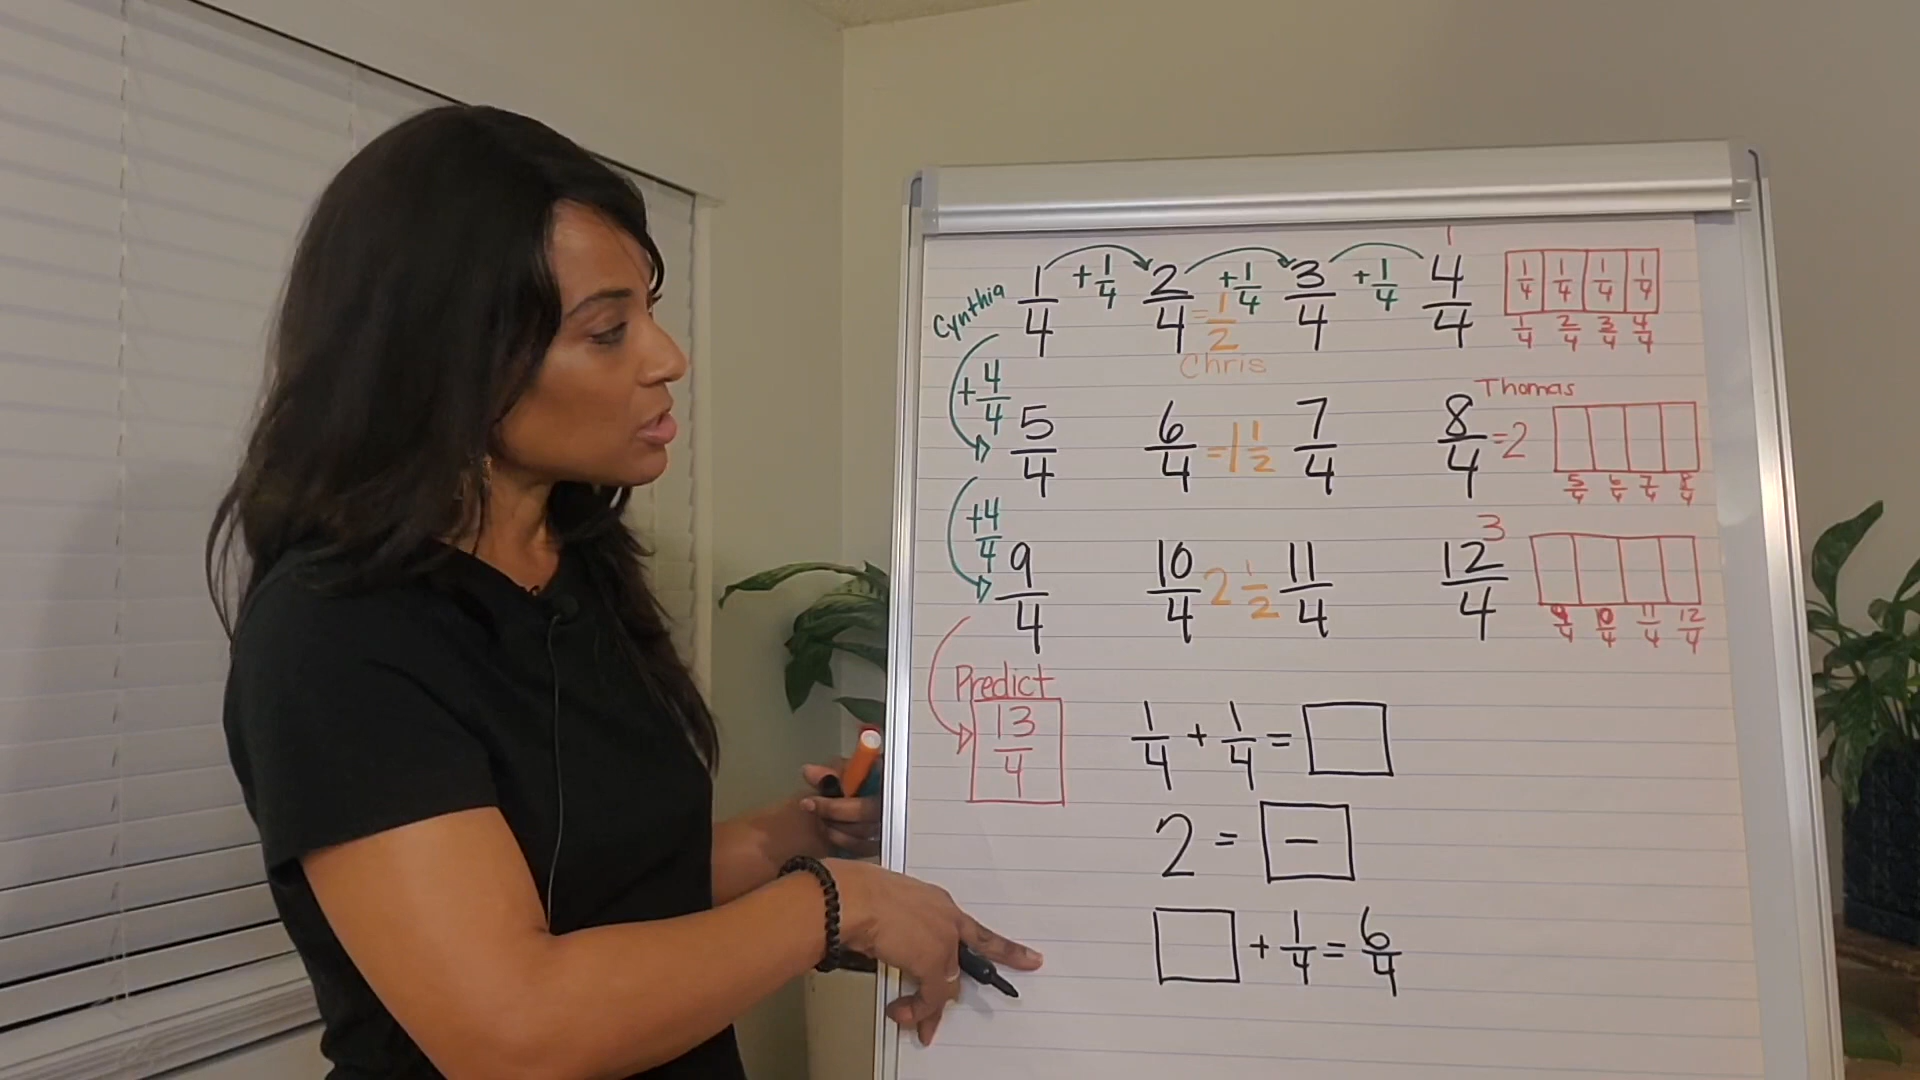 1
Cynthia 1/4 +1/4 2/4 =1/2 +1/4 3/4 +1/4 4/4 1/4 1/4 1/4 1/4
1/4 2/4 3/4 4/4
Chris
+4/4
Thomas
5/4 6/4 =1 1/2 7/4 8/4 =2
5/4 6/4 7/4 8/4
+4/4
3
9/4 10/4 2 1/2 11/4 12/4
9/4 10/4 11/4 12/4
Predict
13/4
1/4 + 1/4 = □
2 = −
□ + 1/4 = 6/4